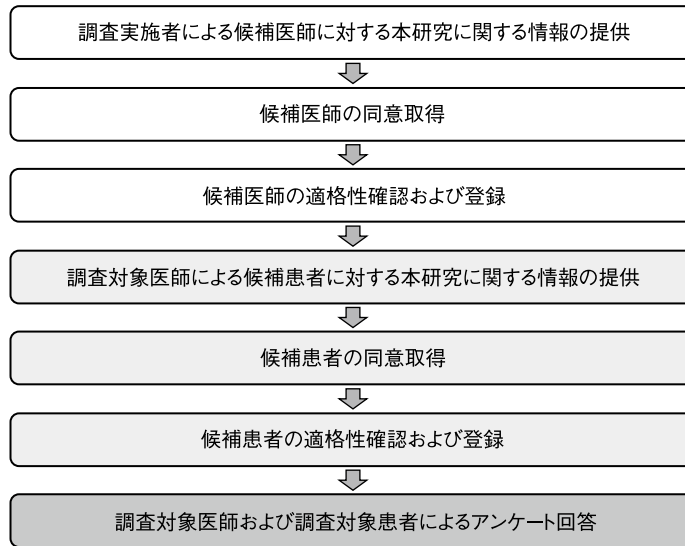 調査実施者による候補医師に対する本研究に関する情報の提供
候補医師の同意取得
候補医師の適格性確認および登録
調査対象医師による候補患者に対する本研究に関する情報の提供
候補患者の同意取得
候補患者の適格性確認および登録
調査対象医師および調査対象患者によるアンケート回答